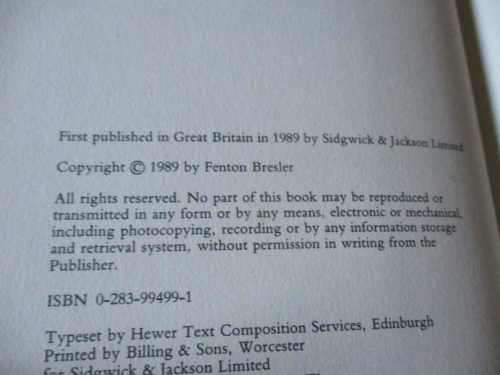 First published in Great Britain in 1989 by Sidgwick & Jackson Limited
Copyright © 1989 by Fenton Bresler
All rights reserved. No part of this book may be reproduced or
transmitted in any form or by any means, electronic or mechanical,
including photocopying, recording or by any information storage
and retrieval system, without permission in writing from the
Publisher.
ISBN 0-283-99499-1
Typeset by Hewer Text Composition Services, Edinburgh
Printed by Billing & Sons, Worcester
for Sidgwick & Jackson Limited